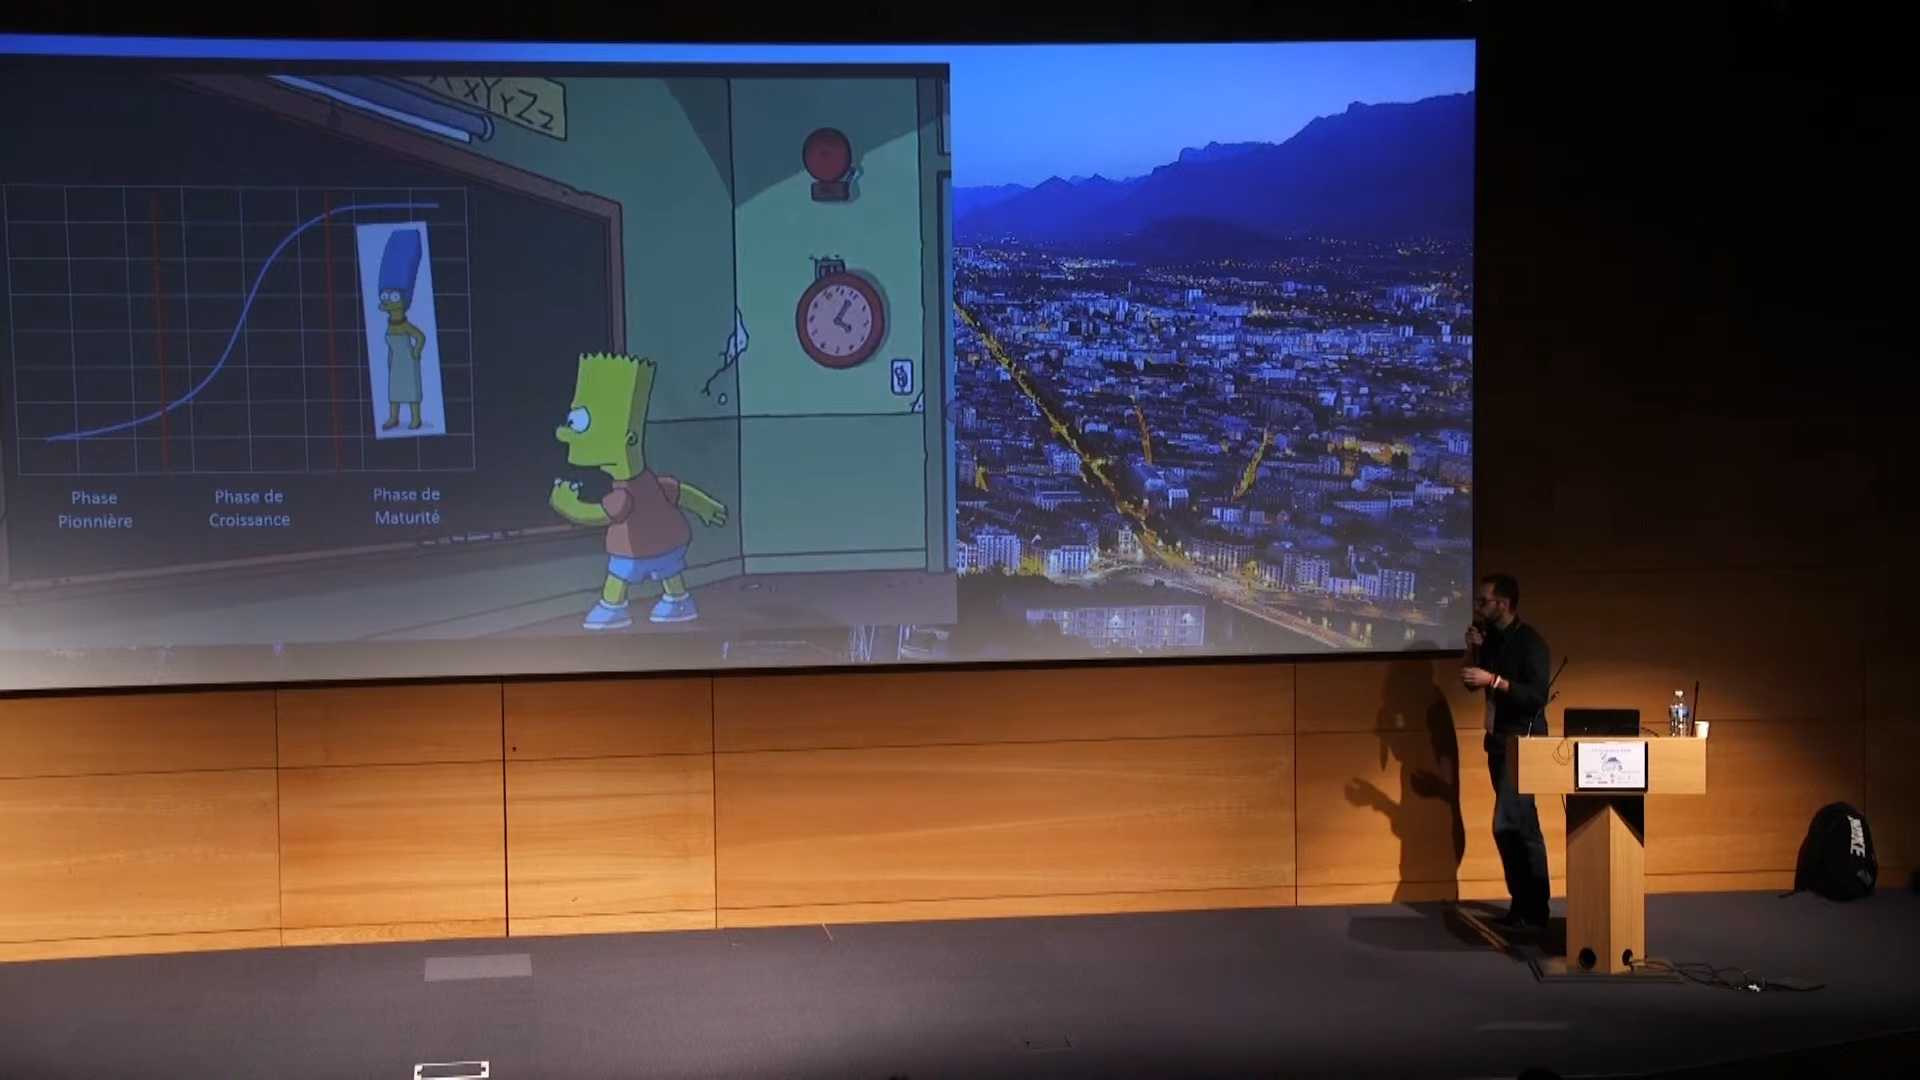 XxYyZz
Phase
Pionnière
Phase de
Croissance
Phase de
Maturité